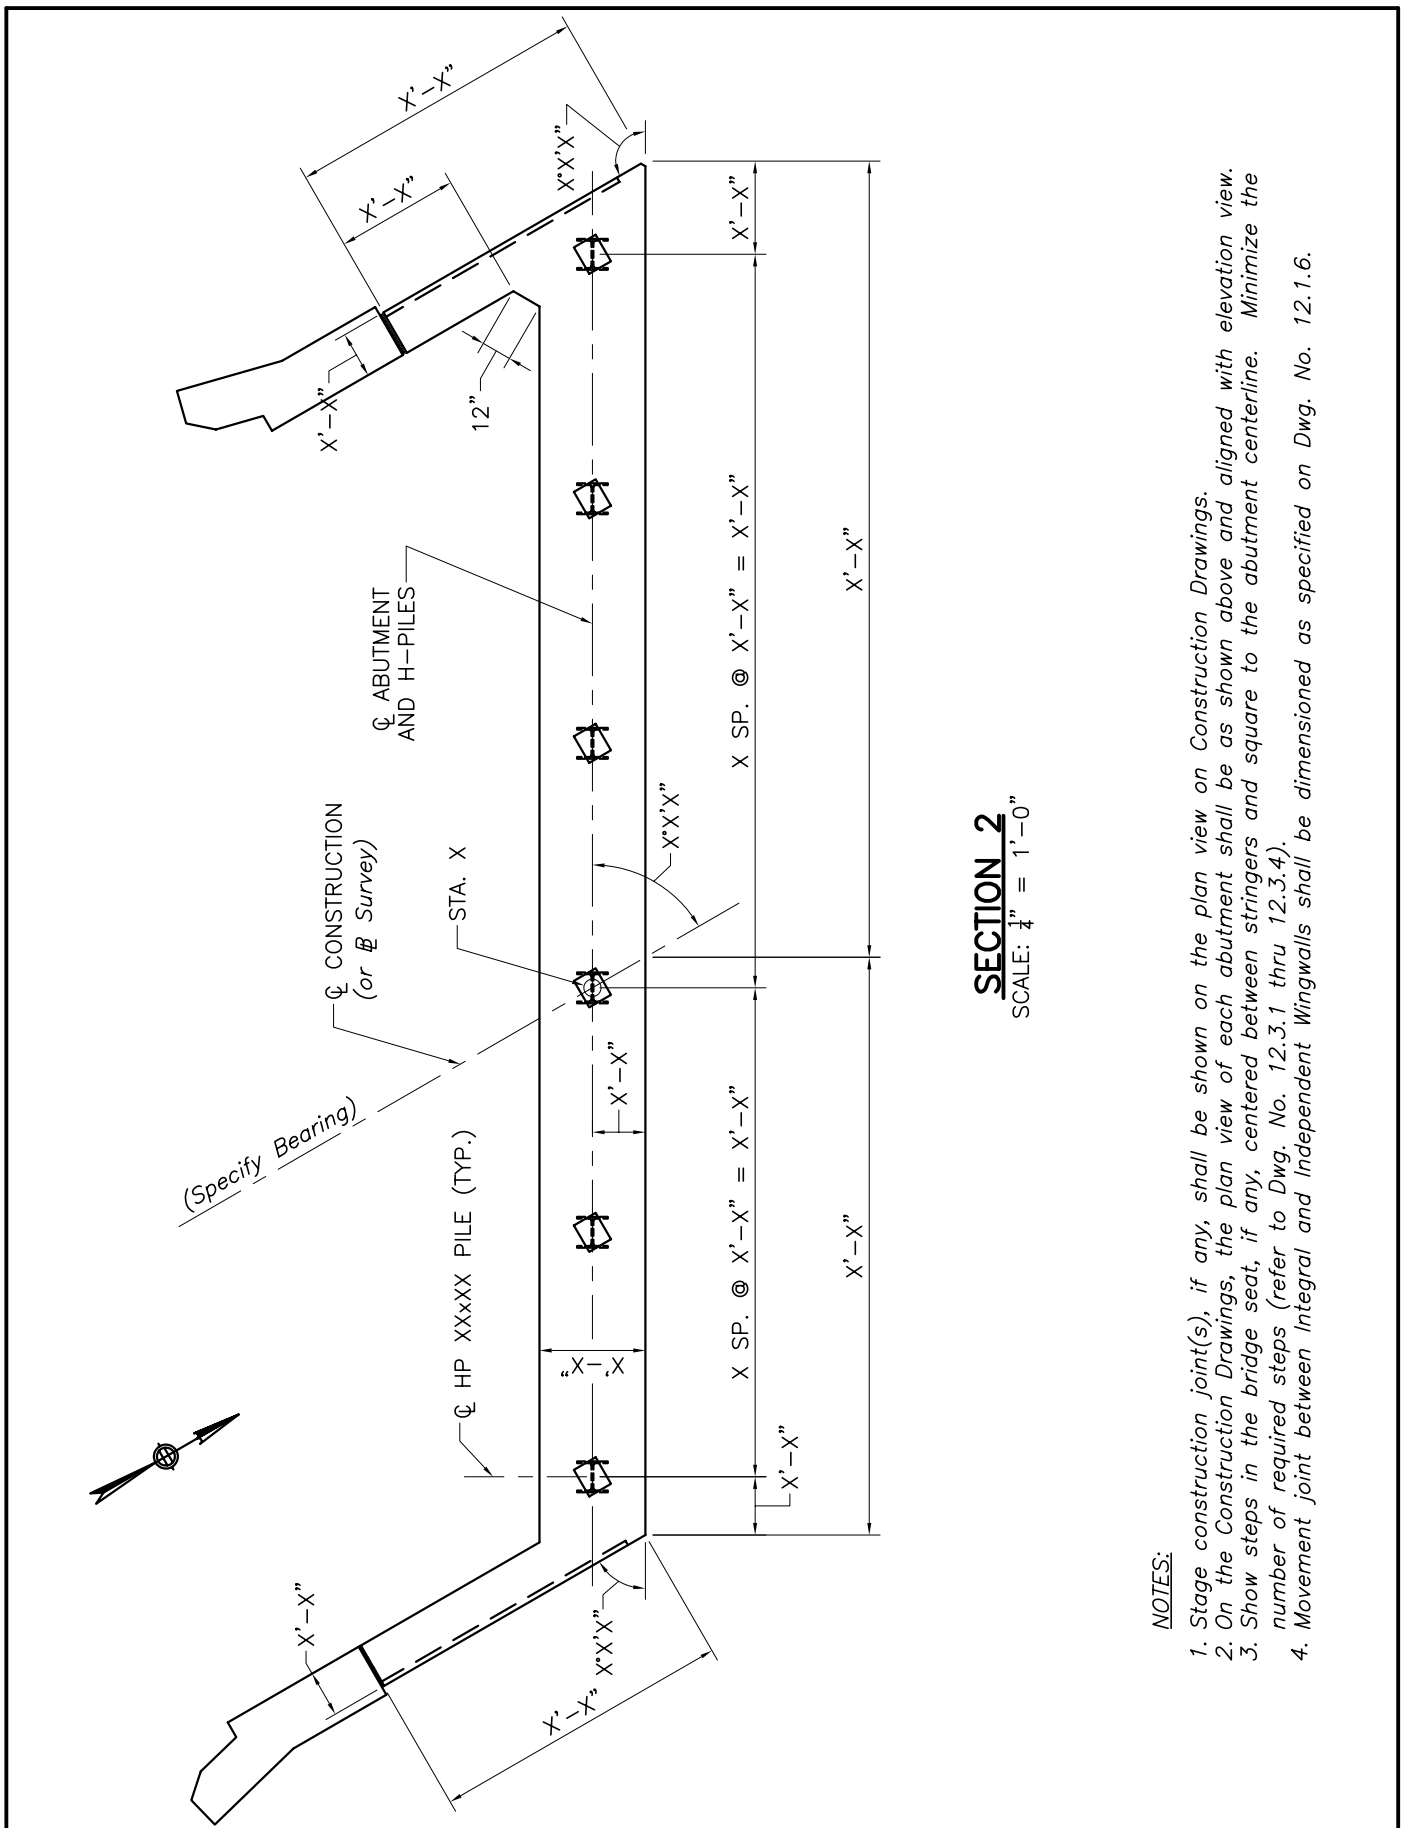 X'-X"
X'-X"
X°X'X"
X'-X"
12"
X'-X"
℄ ABUTMENT
AND H-PILES
X SP. @ X'-X" = X'-X"
X'-X"
℄ CONSTRUCTION
(or ⅊ Survey)
STA. X
X°X'X"
(Specify Bearing)
X'-X"
℄ HP XXxXX PILE (TYP.)
X'-X"
X SP. @ X'-X" = X'-X"
X'-X"
X'-X"
X'-X"
X°X'X"
X'-X"
SECTION 2
SCALE: ¼" = 1'-0"
NOTES:
1. Stage construction joint(s), if any, shall be shown on the plan view on Construction Drawings.
2. On the Construction Drawings, the plan view of each abutment shall be as shown above and aligned with elevation view.
3. Show steps in the bridge seat, if any, centered between stringers and square to the abutment centerline. Minimize the
number of required steps (refer to Dwg. No. 12.3.1 thru 12.3.4).
4. Movement joint between Integral and Independent Wingwalls shall be dimensioned as specified on Dwg. No. 12.1.6.